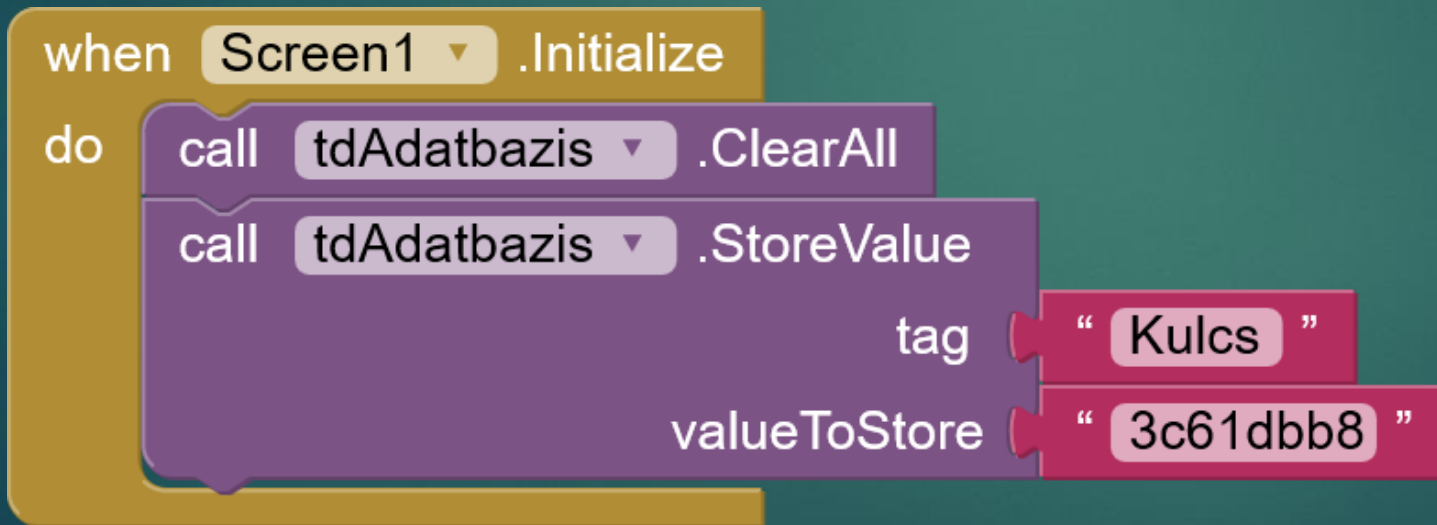 when Screen1 .Initialize
do call tdAdatbazis .ClearAll
call tdAdatbazis .StoreValue
tag “ Kulcs ”
valueToStore “ 3c61dbb8 ”